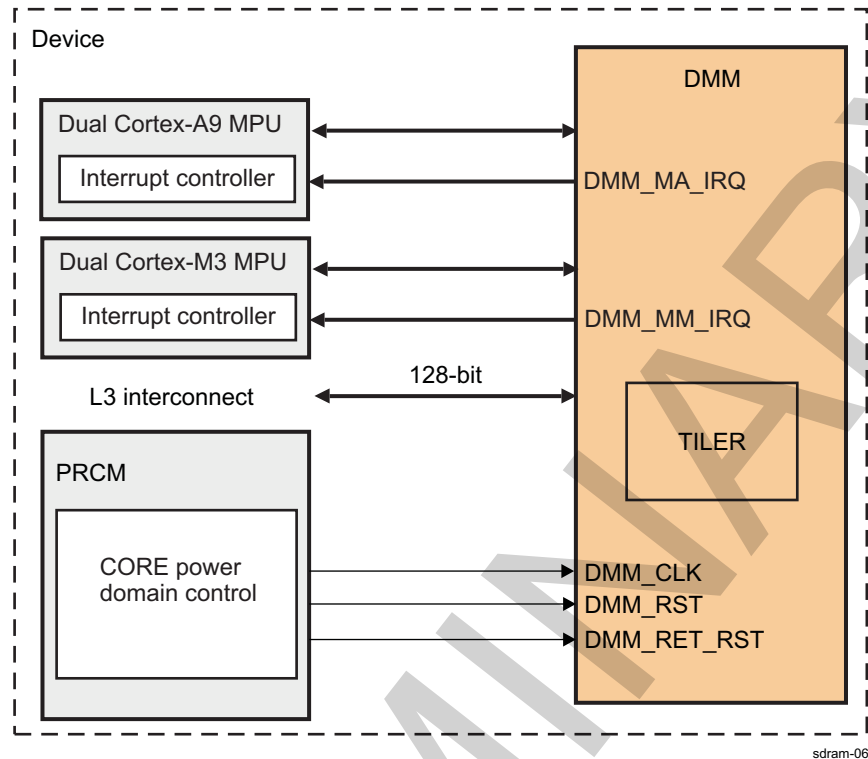 Device
DMM
Dual Cortex-A9 MPU
Interrupt controller
DMM_MA_IRQ
Dual Cortex-M3 MPU
Interrupt controller
DMM_MM_IRQ
128-bit
L3 interconnect
TILER
PRCM
CORE power
domain control
DMM_CLK
DMM_RST
DMM_RET_RST
sdram-06
MINAR